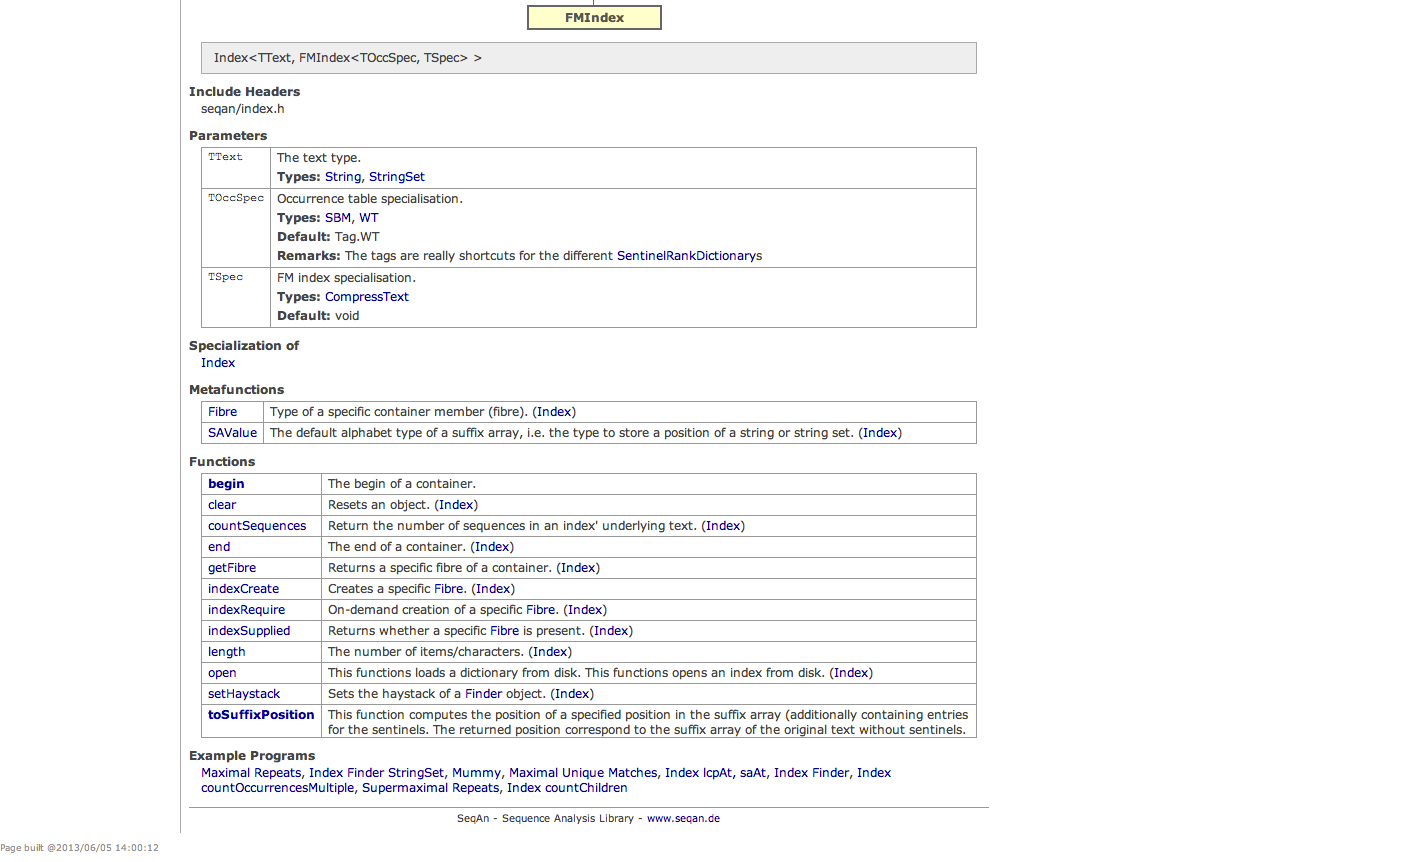 FMIndex
Index<TText, FMIndex<TOccSpec, TSpec> >
Include Headers
seqan/index.h
Parameters
TText
The text type.
Types: String, StringSet
TOccSpec
Occurrence table specialisation.
Types: SBM, WT
Default: Tag.WT
Remarks: The tags are really shortcuts for the different SentinelRankDictionarys
TSpec
FM index specialisation.
Types: CompressText
Default: void
Specialization of
Index
Metafunctions
Fibre Type of a specific container member (fibre). (Index)
SAValue The default alphabet type of a suffix array, i.e. the type to store a position of a string or string set. (Index)
Functions
begin The begin of a container.
clear Resets an object. (Index)
countSequences Return the number of sequences in an index' underlying text. (Index)
end The end of a container. (Index)
getFibre Returns a specific fibre of a container. (Index)
indexCreate Creates a specific Fibre. (Index)
indexRequire On-demand creation of a specific Fibre. (Index)
indexSupplied Returns whether a specific Fibre is present. (Index)
length The number of items/characters. (Index)
open This functions loads a dictionary from disk. This functions opens an index from disk. (Index)
setHaystack Sets the haystack of a Finder object. (Index)
toSuffixPosition This function computes the position of a specified position in the suffix array (additionally containing entries
for the sentinels. The returned position correspond to the suffix array of the original text without sentinels.
Example Programs
Maximal Repeats, Index Finder StringSet, Mummy, Maximal Unique Matches, Index lcpAt, saAt, Index Finder, Index
countOccurrencesMultiple, Supermaximal Repeats, Index countChildren
SeqAn - Sequence Analysis Library - www.seqan.de
Page built @2013/06/05 14:00:12